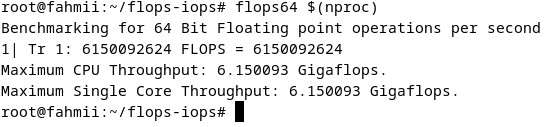 root@fahmii:~/flops-iops# flops64 $(nproc)
Benchmarking for 64 Bit Floating point operations per second
1| Tr 1: 6150092624 FLOPS = 6150092624
Maximum CPU Throughput: 6.150093 Gigaflops.
Maximum Single Core Throughput: 6.150093 Gigaflops.
root@fahmii:~/flops-iops#